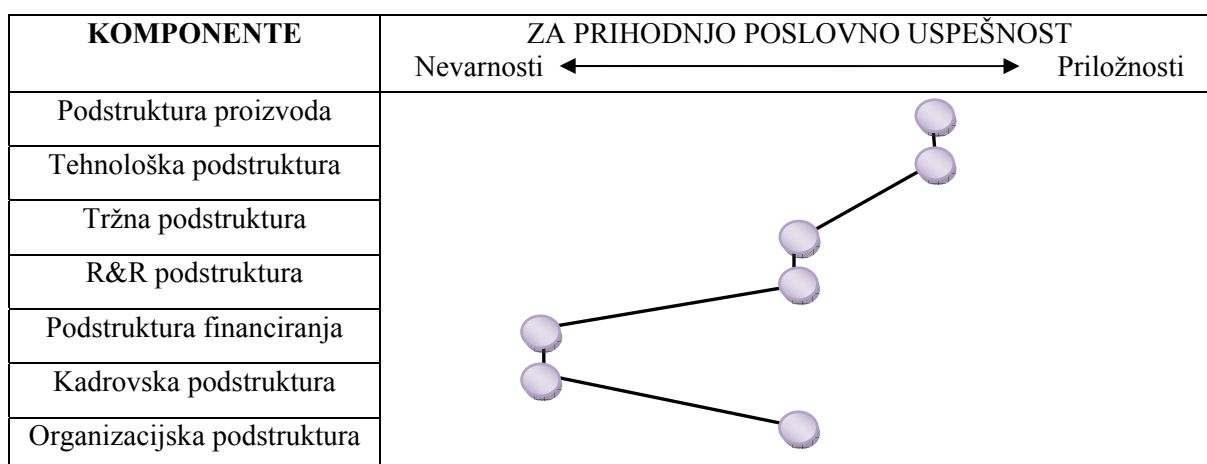 KOMPONENTE
ZA PRIHODNJO POSLOVNO USPEŠNOST
Nevarnosti Priložnosti
Podstruktura proizvoda
Tehnološka podstruktura
Tržna podstruktura
R&R podstruktura
Podstruktura financiranja
Kadrovska podstruktura
Organizacijska podstruktura